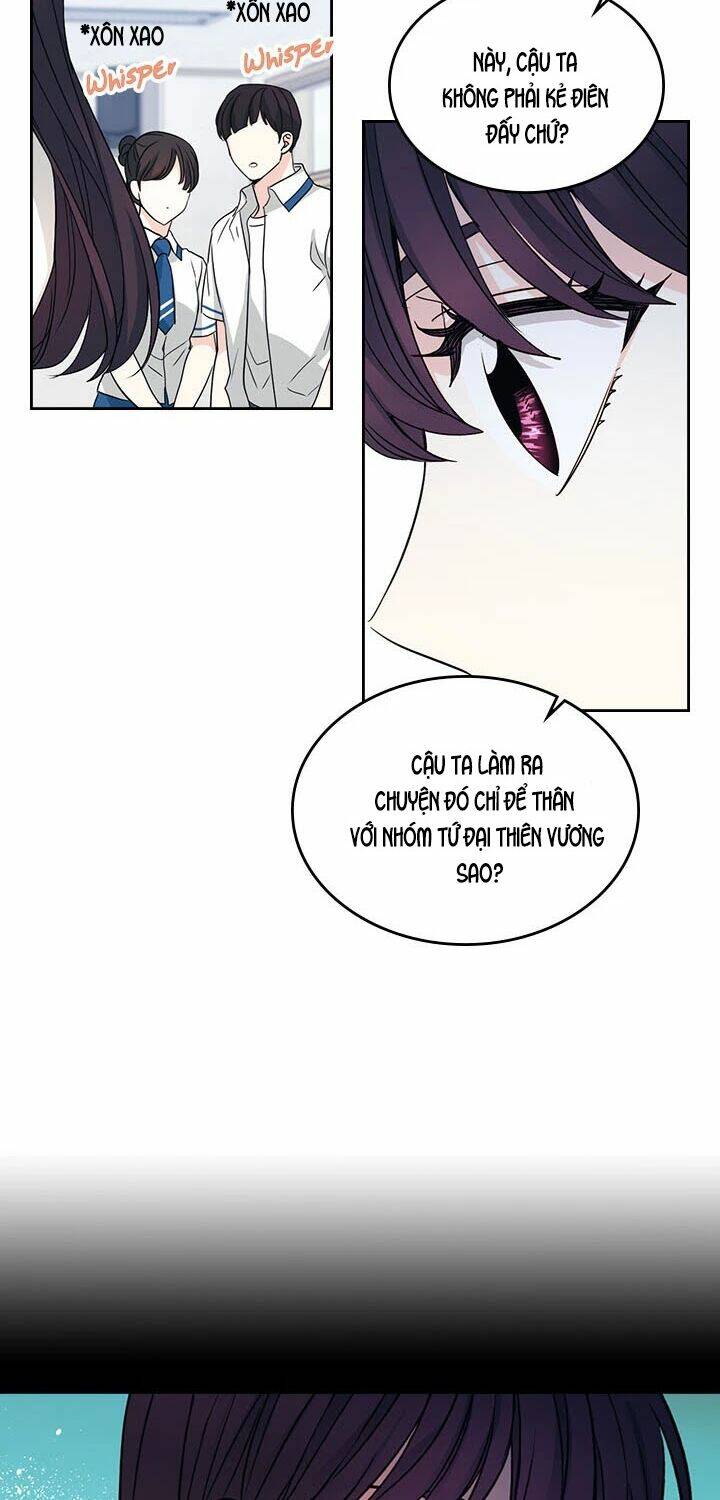 *XÔN XAO
Whisper
*XÔN XAO
Whisper
NÀY, CẬU TA
KHÔNG PHẢI KẺ ĐIÊN
ĐẤY CHỨ?
CẬU TA LÀM RA
CHUYỆN ĐÓ CHỈ ĐỂ THÂN
VỚI NHÓM TỨ ĐẠI THIÊN VƯƠNG
SAO?